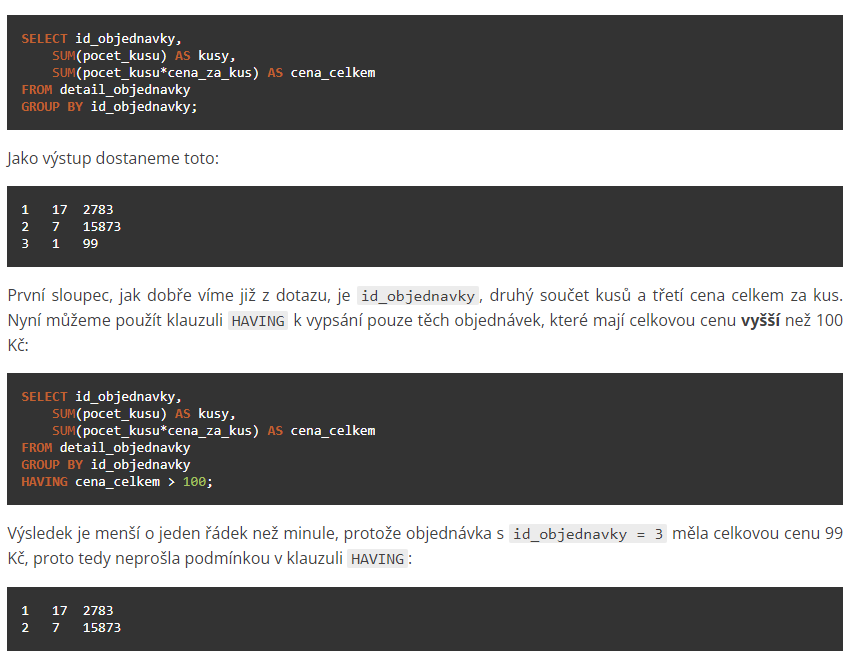 SELECT id_objednavky,
    SUM(pocet_kusu) AS kusy,
    SUM(pocet_kusu*cena_za_kus) AS cena_celkem
FROM detail_objednavky
GROUP BY id_objednavky;
Jako výstup dostaneme toto:
1   17  2783
2   7   15873
3   1   99
První sloupec, jak dobře víme již z dotazu, je id_objednavky, druhý součet kusů a třetí cena celkem za kus.
Nyní můžeme použít klauzuli HAVING k vypsání pouze těch objednávek, které mají celkovou cenu vyšší než 100
Kč:
SELECT id_objednavky,
    SUM(pocet_kusu) AS kusy,
    SUM(pocet_kusu*cena_za_kus) AS cena_celkem
FROM detail_objednavky
GROUP BY id_objednavky
HAVING cena_celkem > 100;
Výsledek je menší o jeden řádek než minule, protože objednávka s id_objednavky = 3 měla celkovou cenu 99
Kč, proto tedy neprošla podmínkou v klauzuli HAVING:
1   17  2783
2   7   15873